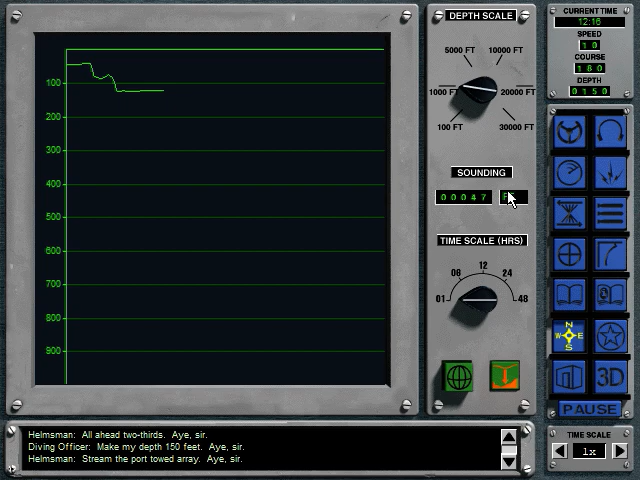 DEPTH SCALE
5000 FT
10000 FT
1000 FT
20000 FT
100 FT
30000 FT
SOUNDING
00047
TIME SCALE (HRS)
12
06
24
01
48
100
200
300
400
500
600
700
800
900
CURRENT TIME
12:16
SPEED
10
COURSE
180
DEPTH
0150
N
W E
S
3D
PAUSE
TIME SCALE
1x
Helmsman: All ahead two-thirds. Aye, sir.
Diving Officer: Make my depth 150 feet. Aye, sir.
Helmsman: Stream the port towed array. Aye, sir.